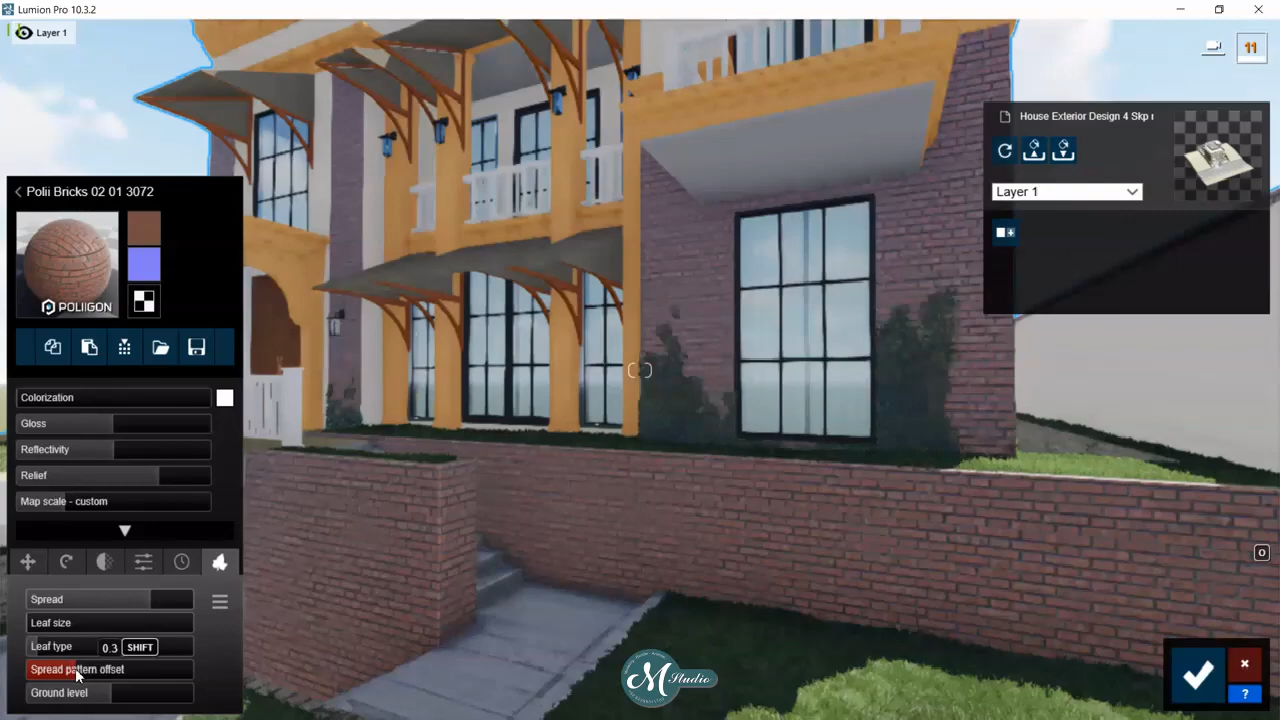 Lumion Pro 10.3.2
Layer 1
11
House Exterior Design 4 Skp
Layer 1
Polii Bricks 02 01 3072
POLIIGON
Colorization
Gloss
Reflectivity
Relief
Map scale - custom
Spread
Leaf size
Leaf type
0.3 SHIFT
Spread pattern offset
Ground level
M Studio
O
?